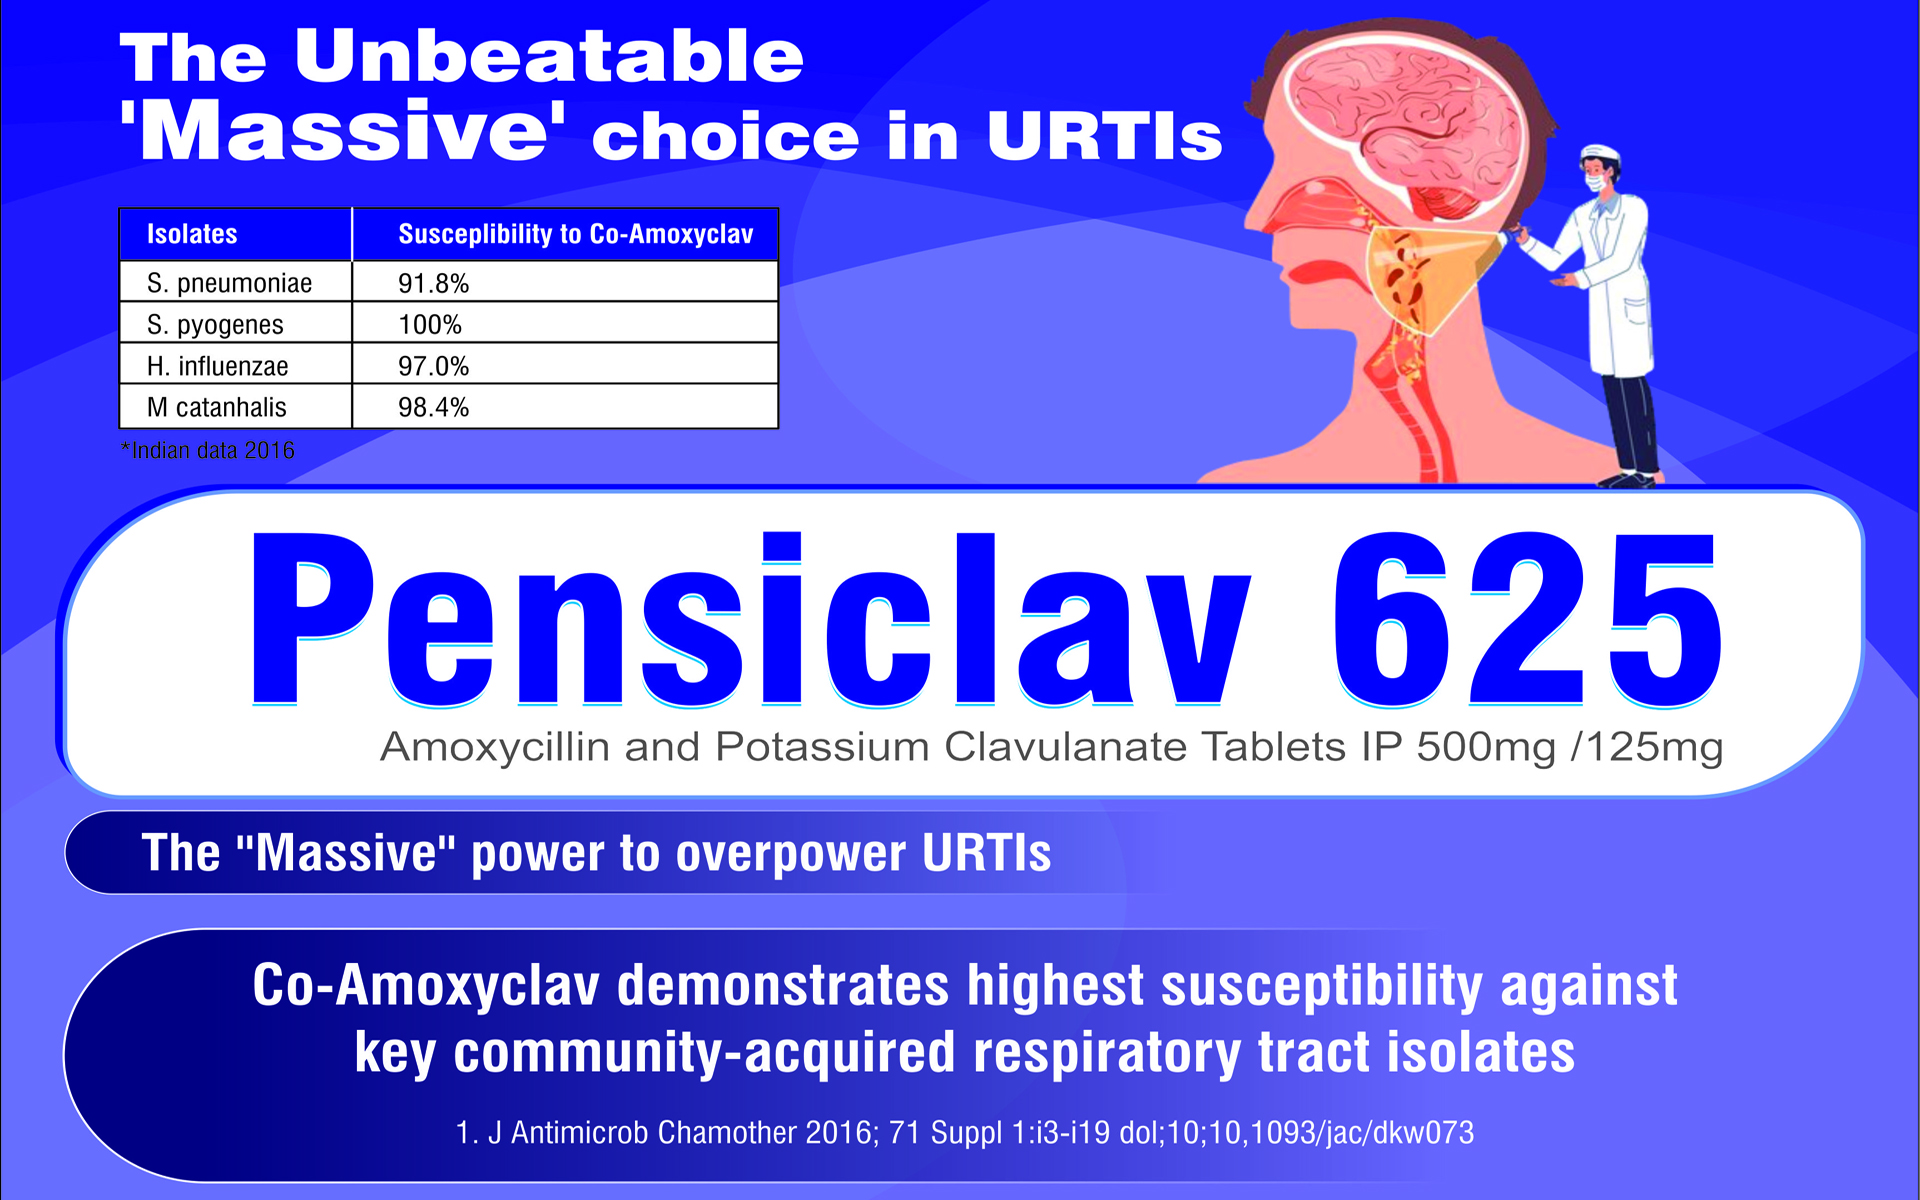 The Unbeatable
'Massive' choice in URTIs
Isolates Susceplibility to Co-Amoxyclav
S. pneumoniae 91.8%
S. pyogenes 100%
H. influenzae 97.0%
M catanhalis 98.4%
*Indian data 2016
Pensiclav 625
Amoxycillin and Potassium Clavulanate Tablets IP 500mg /125mg
The "Massive" power to overpower URTIs
Co-Amoxyclav demonstrates highest susceptibility against
key community-acquired respiratory tract isolates
1. J Antimicrob Chamother 2016; 71 Suppl 1:i3-i19 dol;10;10,1093/jac/dkw073